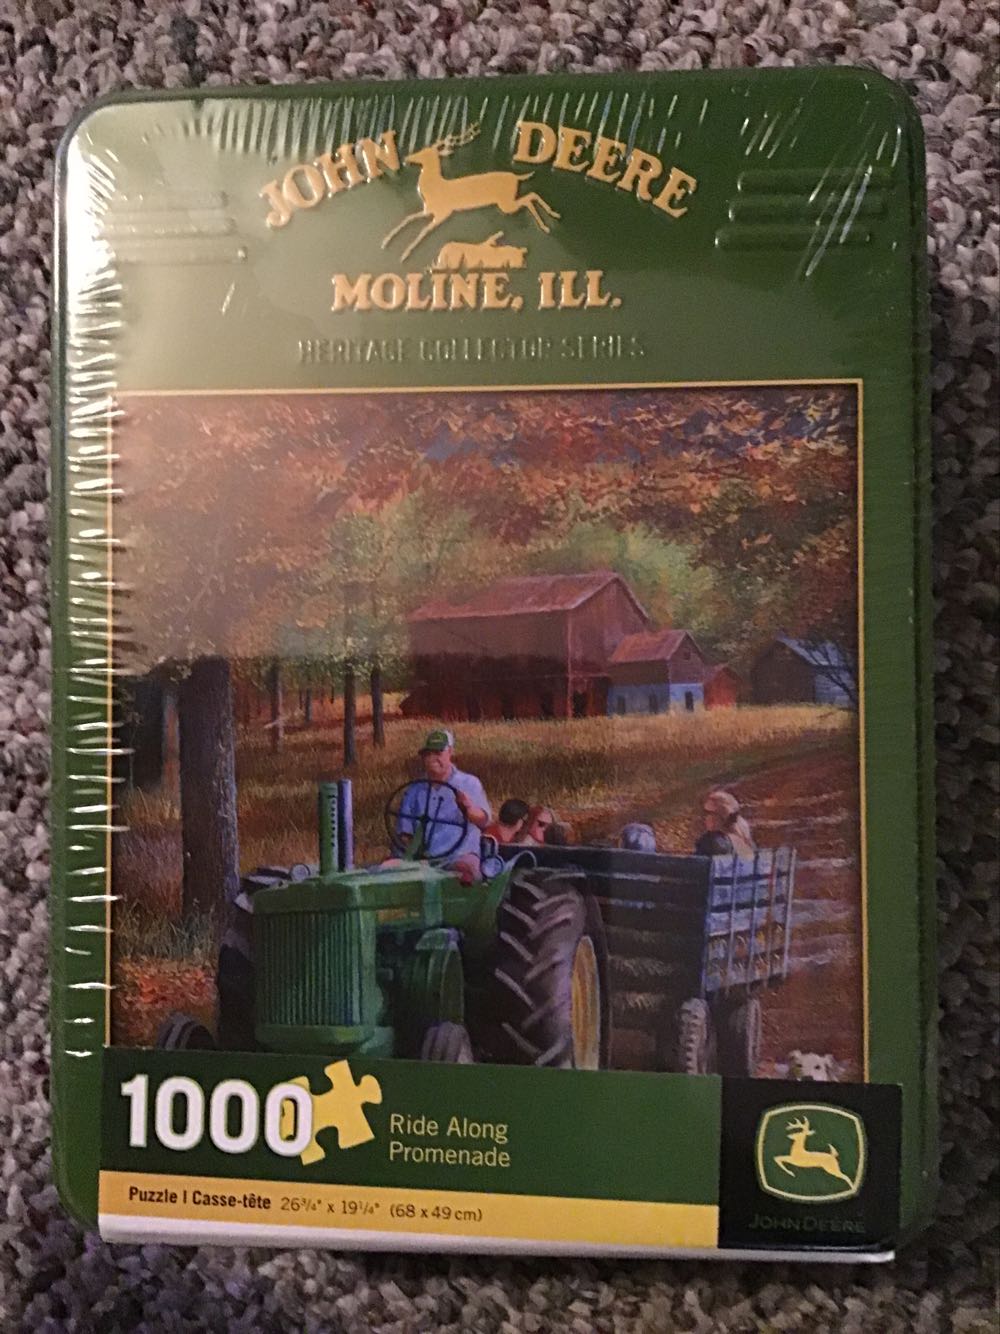 JOHN DEERE
MOLINE, ILL.
HERITAGE COLLECTOR SERIES
1000
Ride Along
Promenade
Puzzle | Casse-tête 26¾" x 19¼" (68 x 49 cm)
JOHN DEERE